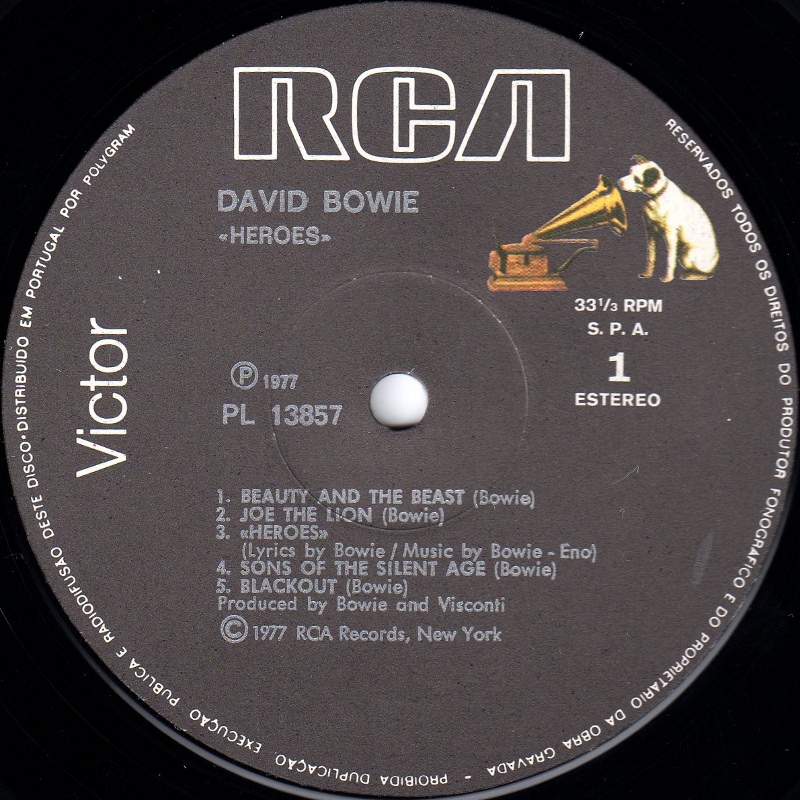 RCA
DAVID BOWIE
«HEROES»
33 1/3 RPM
S. P. A.
1
ESTEREO
Victor
Ⓟ 1977
PL 13857
1. BEAUTY AND THE BEAST (Bowie)
2. JOE THE LION (Bowie)
3. «HEROES»
(Lyrics by Bowie / Music by Bowie - Eno)
4. SONS OF THE SILENT AGE (Bowie)
5. BLACKOUT (Bowie)
Produced by Bowie and Visconti
© 1977 RCA Records, New York
RESERVADOS TODOS OS DIREITOS DO PRODUTOR FONOGRAFICO E DO PROPRIETARIO DA OBRA GRAVADA - PROIBIDA DUPLICAÇÃO EXECUÇÃO PUBLICA E RADIODIFUSÃO DESTE DISCO• DISTRIBUIDO EM PORTUGAL POR POLYGRAM